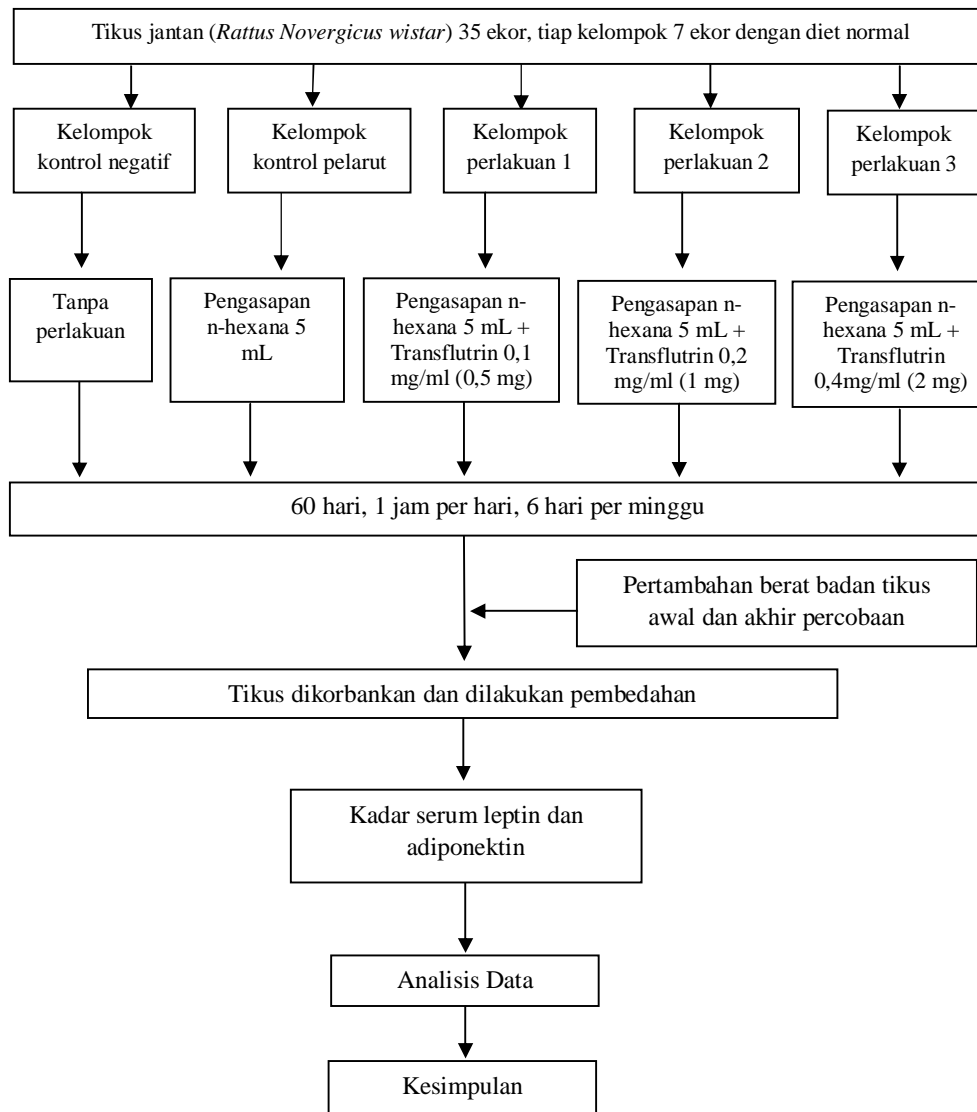 Tikus jantan (Rattus Novergicus wistar) 35 ekor, tiap kelompok 7 ekor dengan diet normal
Kelompok
kontrol negatif
Kelompok
kontrol pelarut
Kelompok
perlakuan 1
Kelompok
perlakuan 2
Kelompok
perlakuan 3
Tanpa
perlakuan
Pengasapan
n-hexana 5
mL
Pengasapan n-
hexana 5 mL +
Transflutrin 0,1
mg/ml (0,5 mg)
Pengasapan n-
hexana 5 mL +
Transflutrin 0,2
mg/ml (1 mg)
Pengasapan n-
hexana 5 mL +
Transflutrin
0,4mg/ml (2 mg)
60 hari, 1 jam per hari, 6 hari per minggu
Pertambahan berat badan tikus
awal dan akhir percobaan
Tikus dikorbankan dan dilakukan pembedahan
Kadar serum leptin dan
adiponektin
Analisis Data
Kesimpulan